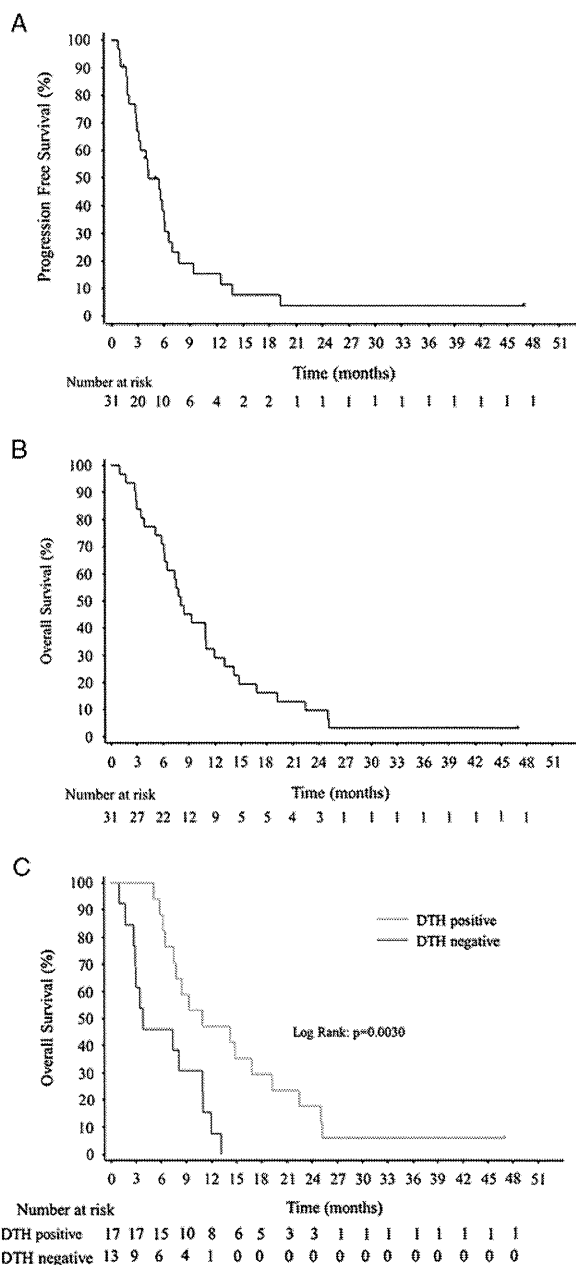 A
Progression Free Survival (%)
100
90
80
70
60
50
40
30
20
10
0
0 3 6 9 12 15 18 21 24 27 30 33 36 39 42 45 48 51
Time (months)
Number at risk
31 20 10 6 4 2 2 1 1 1 1 1 1 1 1 1 1
B
Overall Survival (%)
100
90
80
70
60
50
40
30
20
10
0
0 3 6 9 12 15 18 21 24 27 30 33 36 39 42 45 48 51
Number at risk
Time (months)
31 27 22 12 9 5 5 4 3 1 1 1 1 1 1 1 1
C
Overall Survival (%)
100
90
80
70
60
50
40
30
20
10
0
DTH positive
DTH negative
Log Rank: p=0.0030
0 3 6 9 12 15 18 21 24 27 30 33 36 39 42 45 48 51
Number at risk
Time (months)
DTH positive 17 17 15 10 8 6 5 3 3 1 1 1 1 1 1 1 1
DTH negative 13 9 6 4 1 0 0 0 0 0 0 0 0 0 0 0 0